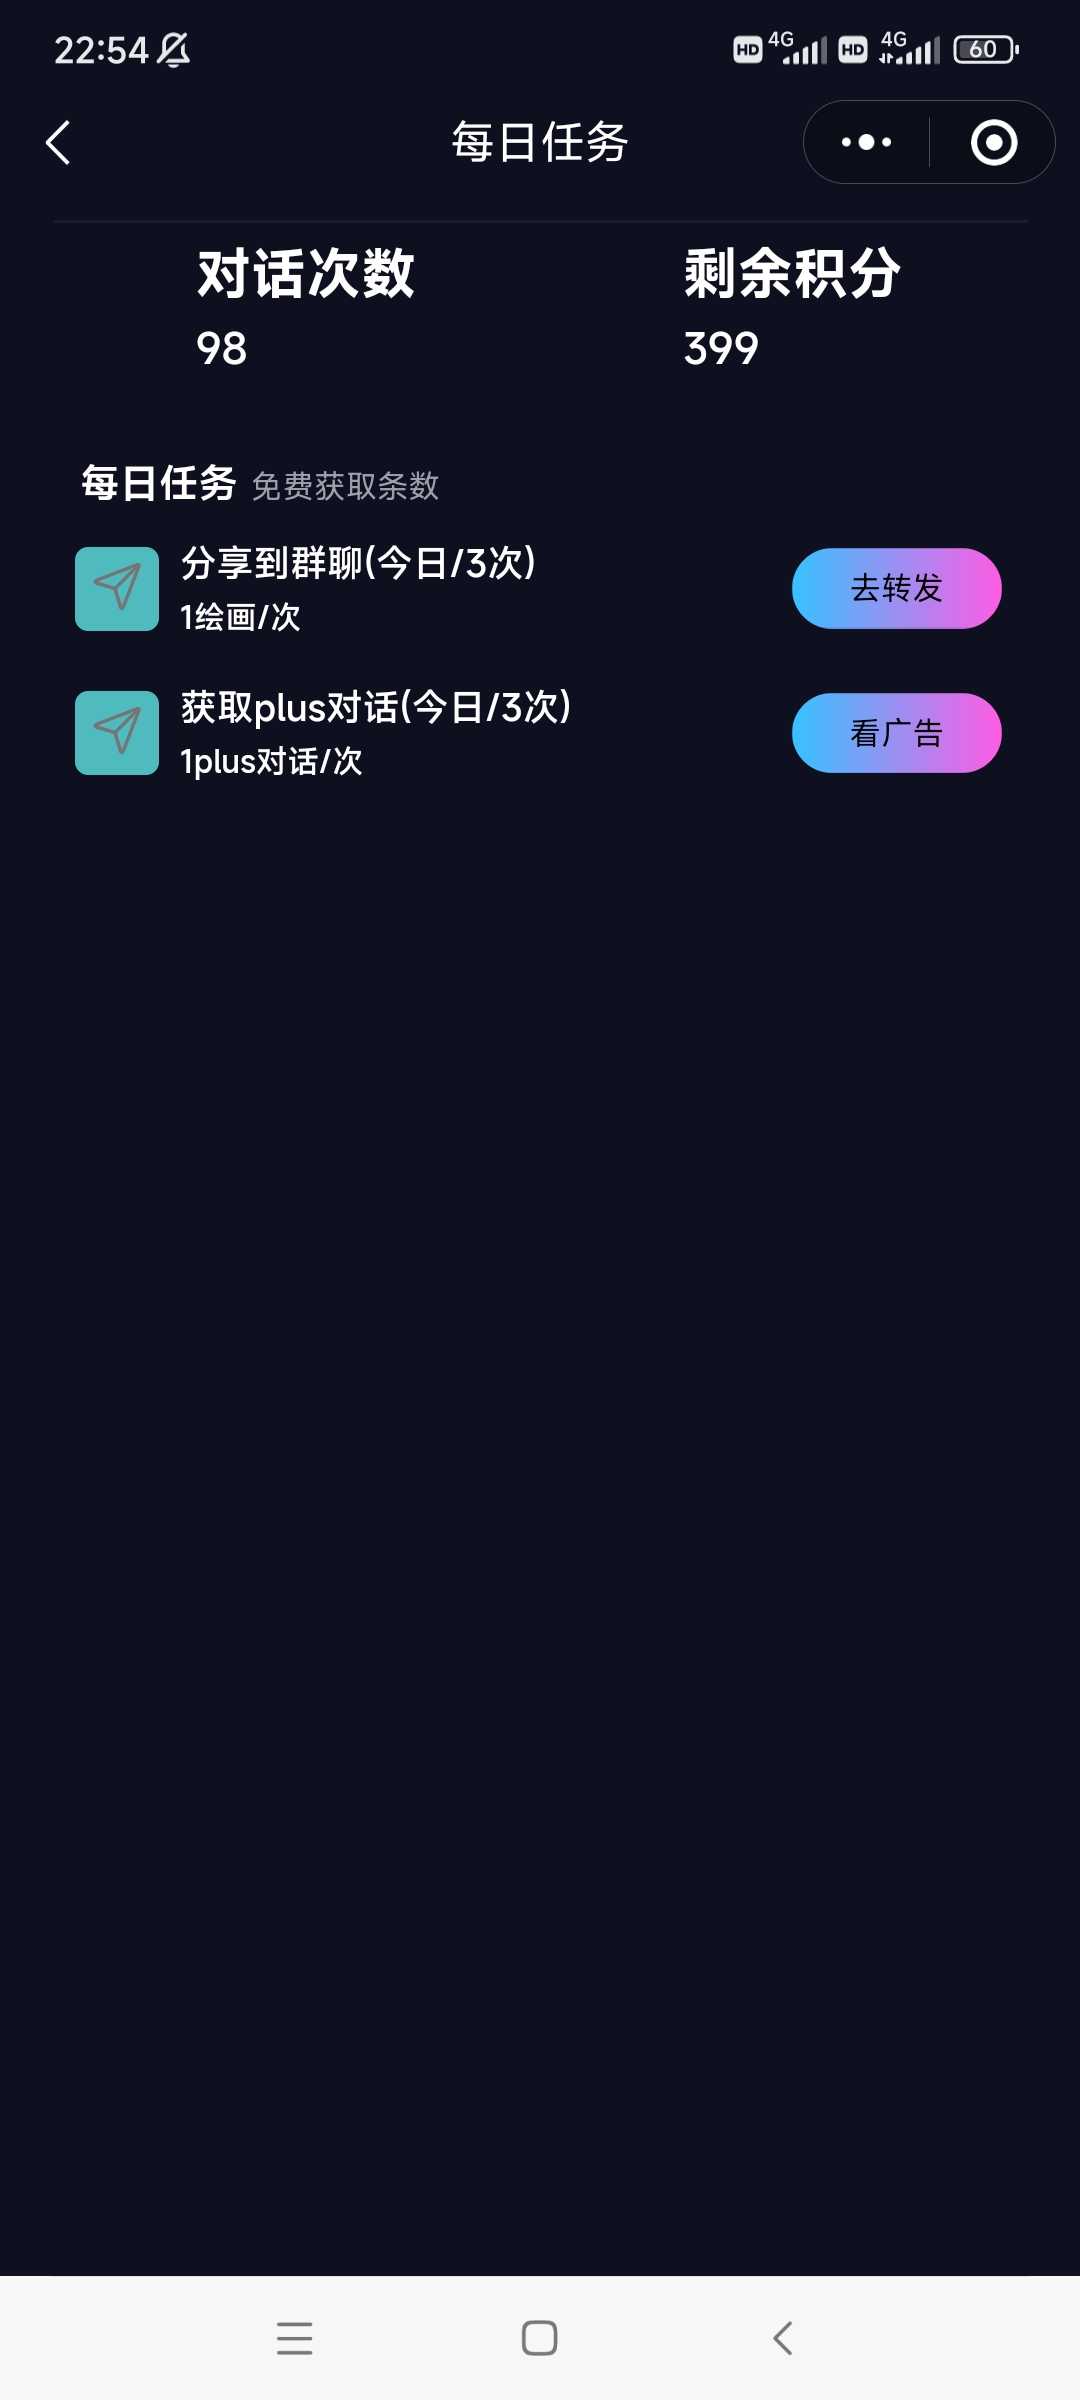 22:54 HD 4G HD 4G 60
每日任务
对话次数 剩余积分
98 399
每日任务 免费获取条数
分享到群聊(今日/3次)
1绘画/次
去转发
获取plus对话(今日/3次)
1plus对话/次
看广告